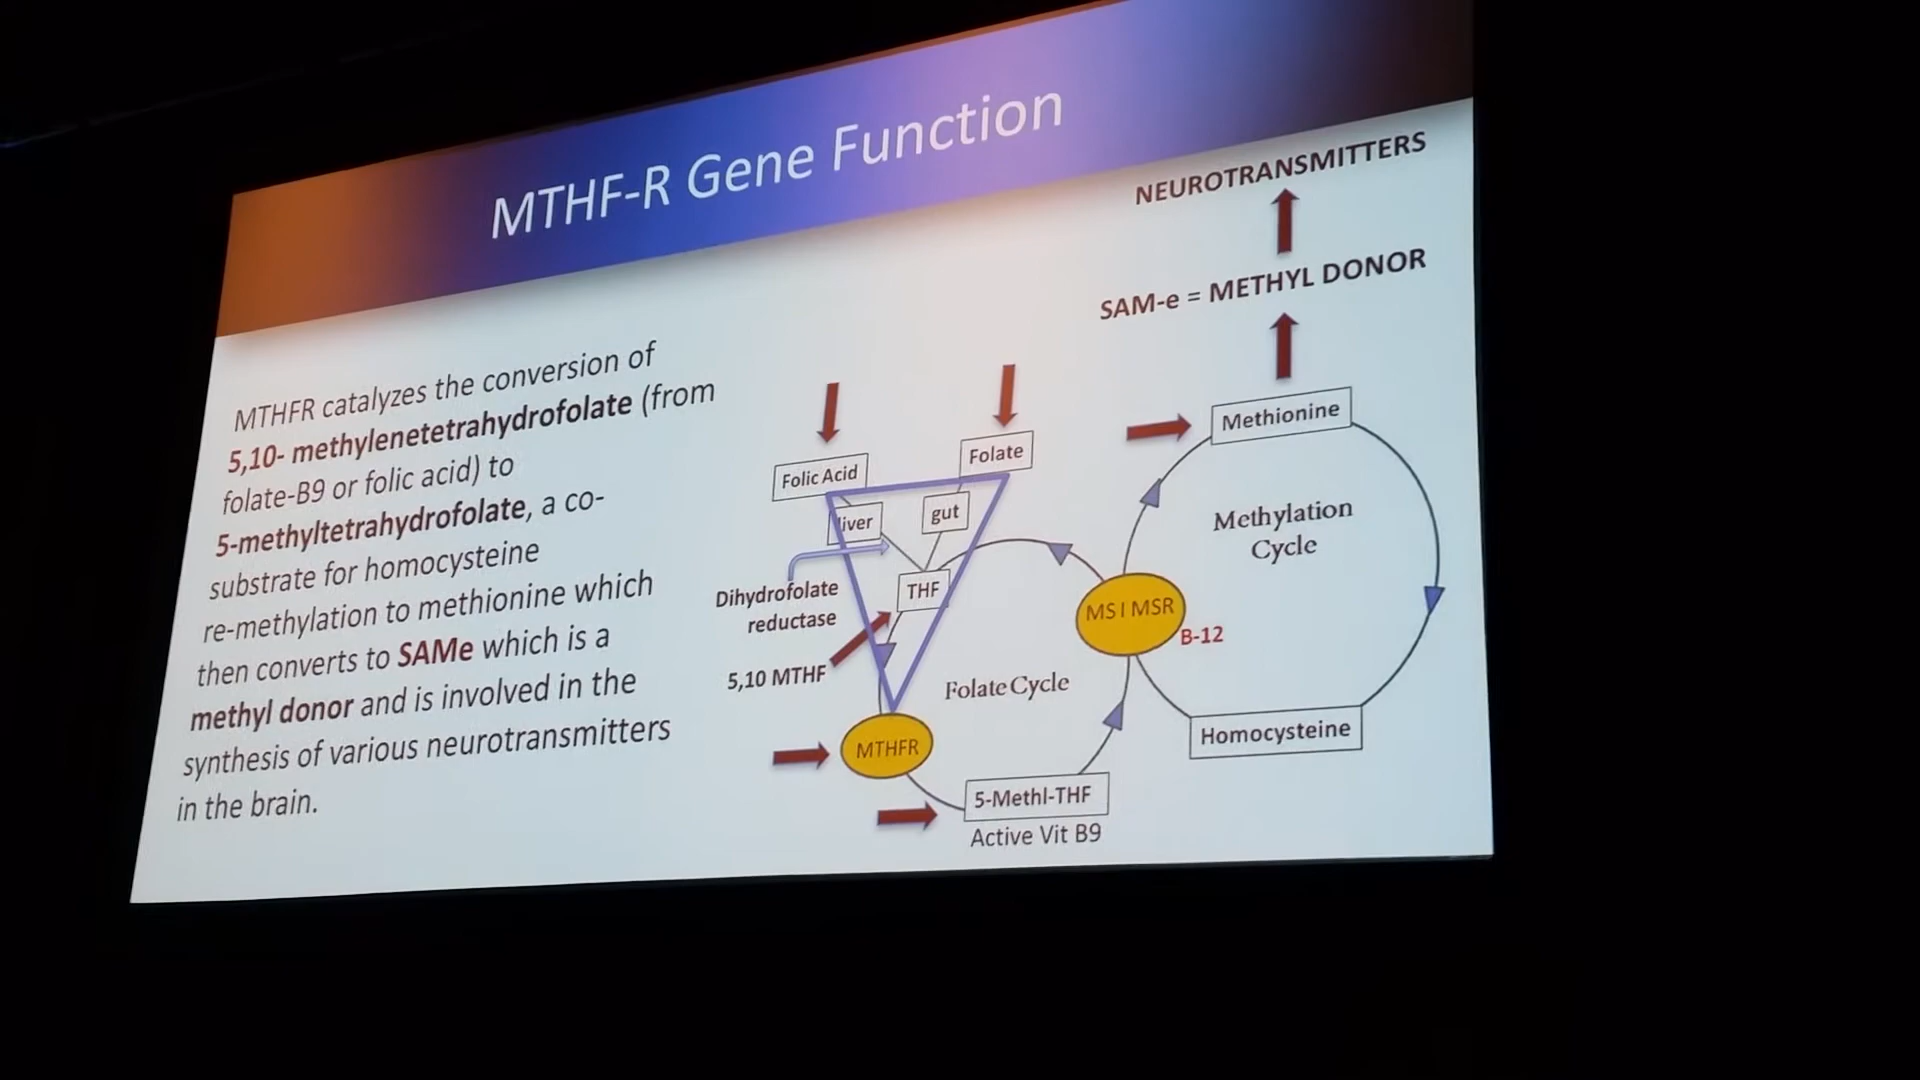 MTHF-R Gene Function
MTHFR catalyzes the conversion of
5,10- methylenetetrahydrofolate (from
folate-B9 or folic acid) to
5-methyltetrahydrofolate, a co-
substrate for homocysteine
re-methylation to methionine which
then converts to SAMe which is a
methyl donor and is involved in the
synthesis of various neurotransmitters
in the brain.
NEUROTRANSMITTERS
SAM-e = METHYL DONOR
Methionine
Folic Acid
Folate
liver
gut
THF
Dihydrofolate
reductase
5,10 MTHF
Folate Cycle
MTHFR
5-Methl-THF
Active Vit B9
MS I MSR
B-12
Methylation
Cycle
Homocysteine